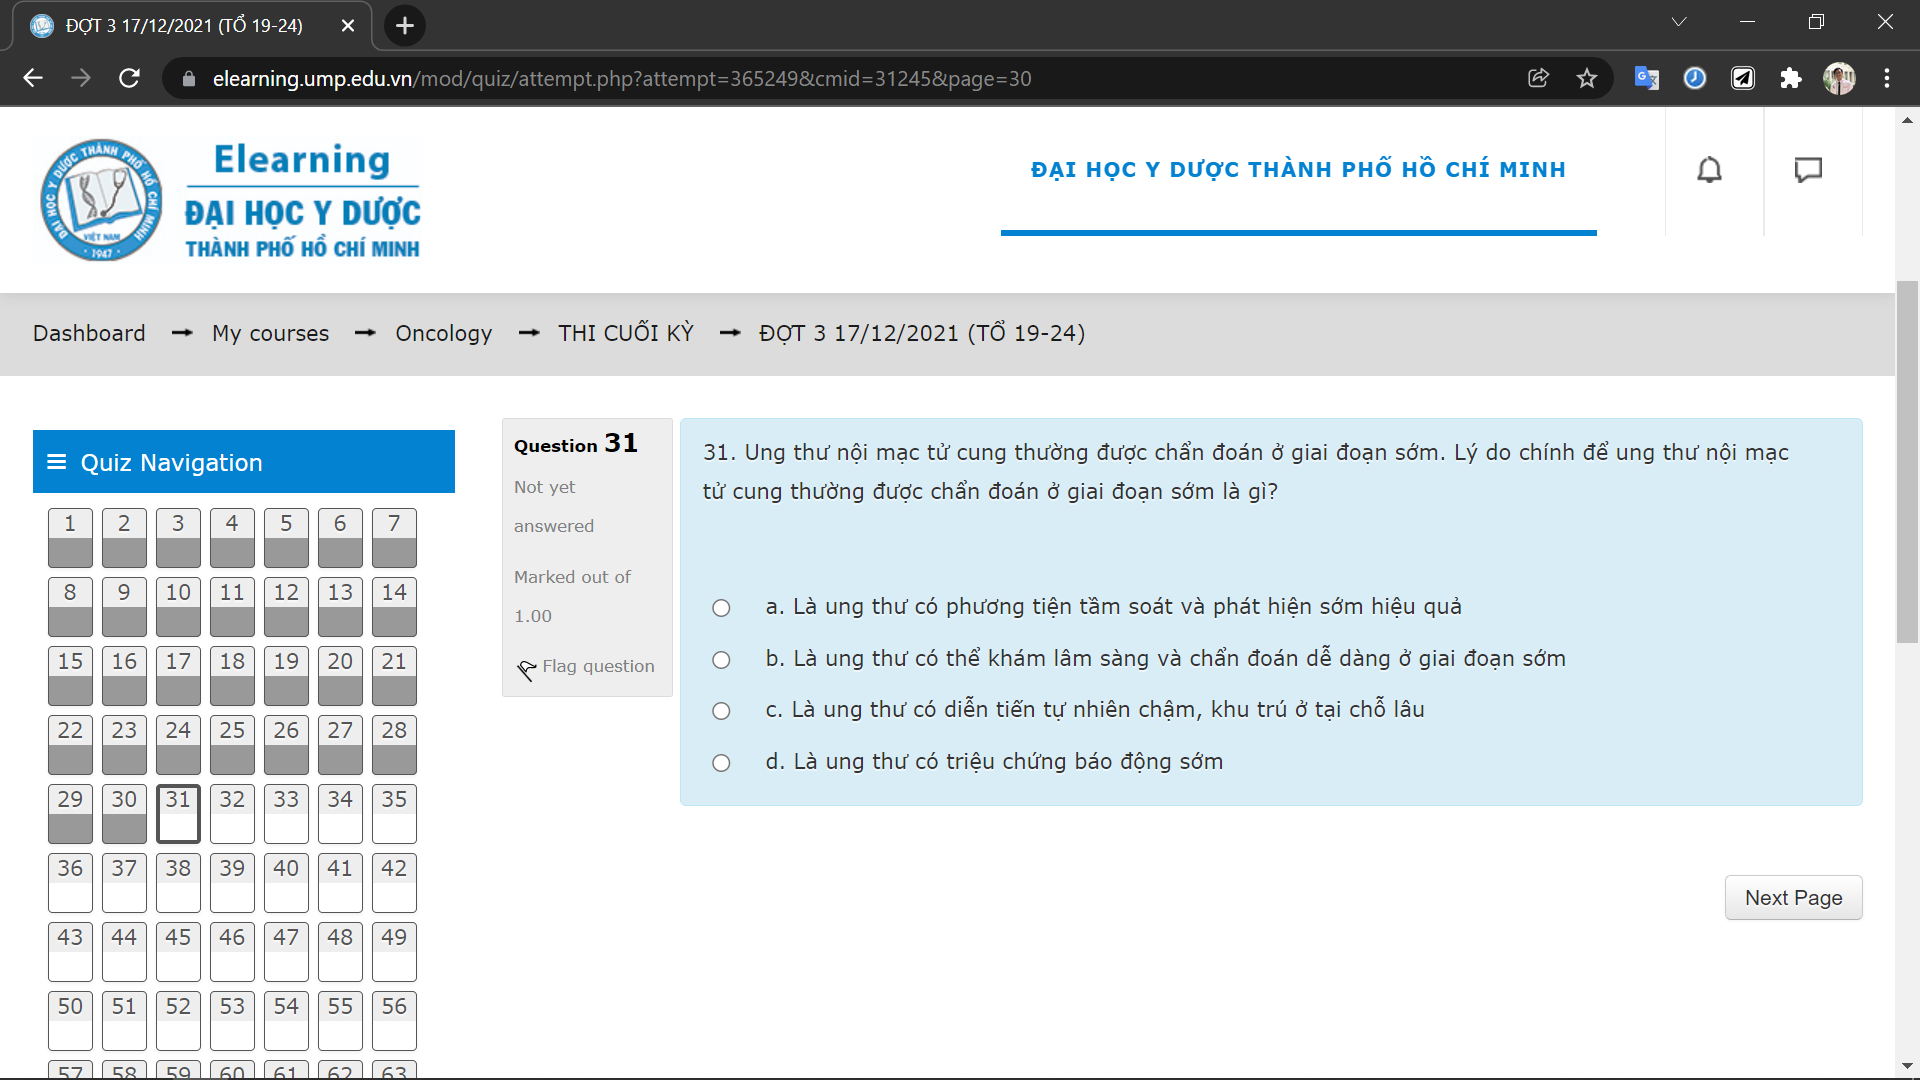 ĐỢT 3 17/12/2021 (TỔ 19-24)
elearning.ump.edu.vn/mod/quiz/attempt.php?attempt=365249&cmid=31245&page=30
ĐẠI HỌC Y DƯỢC THÀNH PHỐ HỒ CHÍ MINH
VIỆT NAM
1947
Elearning
ĐẠI HỌC Y DƯỢC
THÀNH PHỐ HỒ CHÍ MINH
ĐẠI HỌC Y DƯỢC THÀNH PHỐ HỒ CHÍ MINH
Dashboard → My courses → Oncology → THI CUỐI KỲ → ĐỢT 3 17/12/2021 (TỔ 19-24)
Quiz Navigation
1 2 3 4 5 6 7
8 9 10 11 12 13 14
15 16 17 18 19 20 21
22 23 24 25 26 27 28
29 30 31 32 33 34 35
36 37 38 39 40 41 42
43 44 45 46 47 48 49
50 51 52 53 54 55 56
57 58 59 60 61 62 63
Question 31
Not yet
answered
Marked out of
1.00
Flag question
31. Ung thư nội mạc tử cung thường được chẩn đoán ở giai đoạn sớm. Lý do chính để ung thư nội mạc
tử cung thường được chẩn đoán ở giai đoạn sớm là gì?
a. Là ung thư có phương tiện tầm soát và phát hiện sớm hiệu quả
b. Là ung thư có thể khám lâm sàng và chẩn đoán dễ dàng ở giai đoạn sớm
c. Là ung thư có diễn tiến tự nhiên chậm, khu trú ở tại chỗ lâu
d. Là ung thư có triệu chứng báo động sớm
Next Page